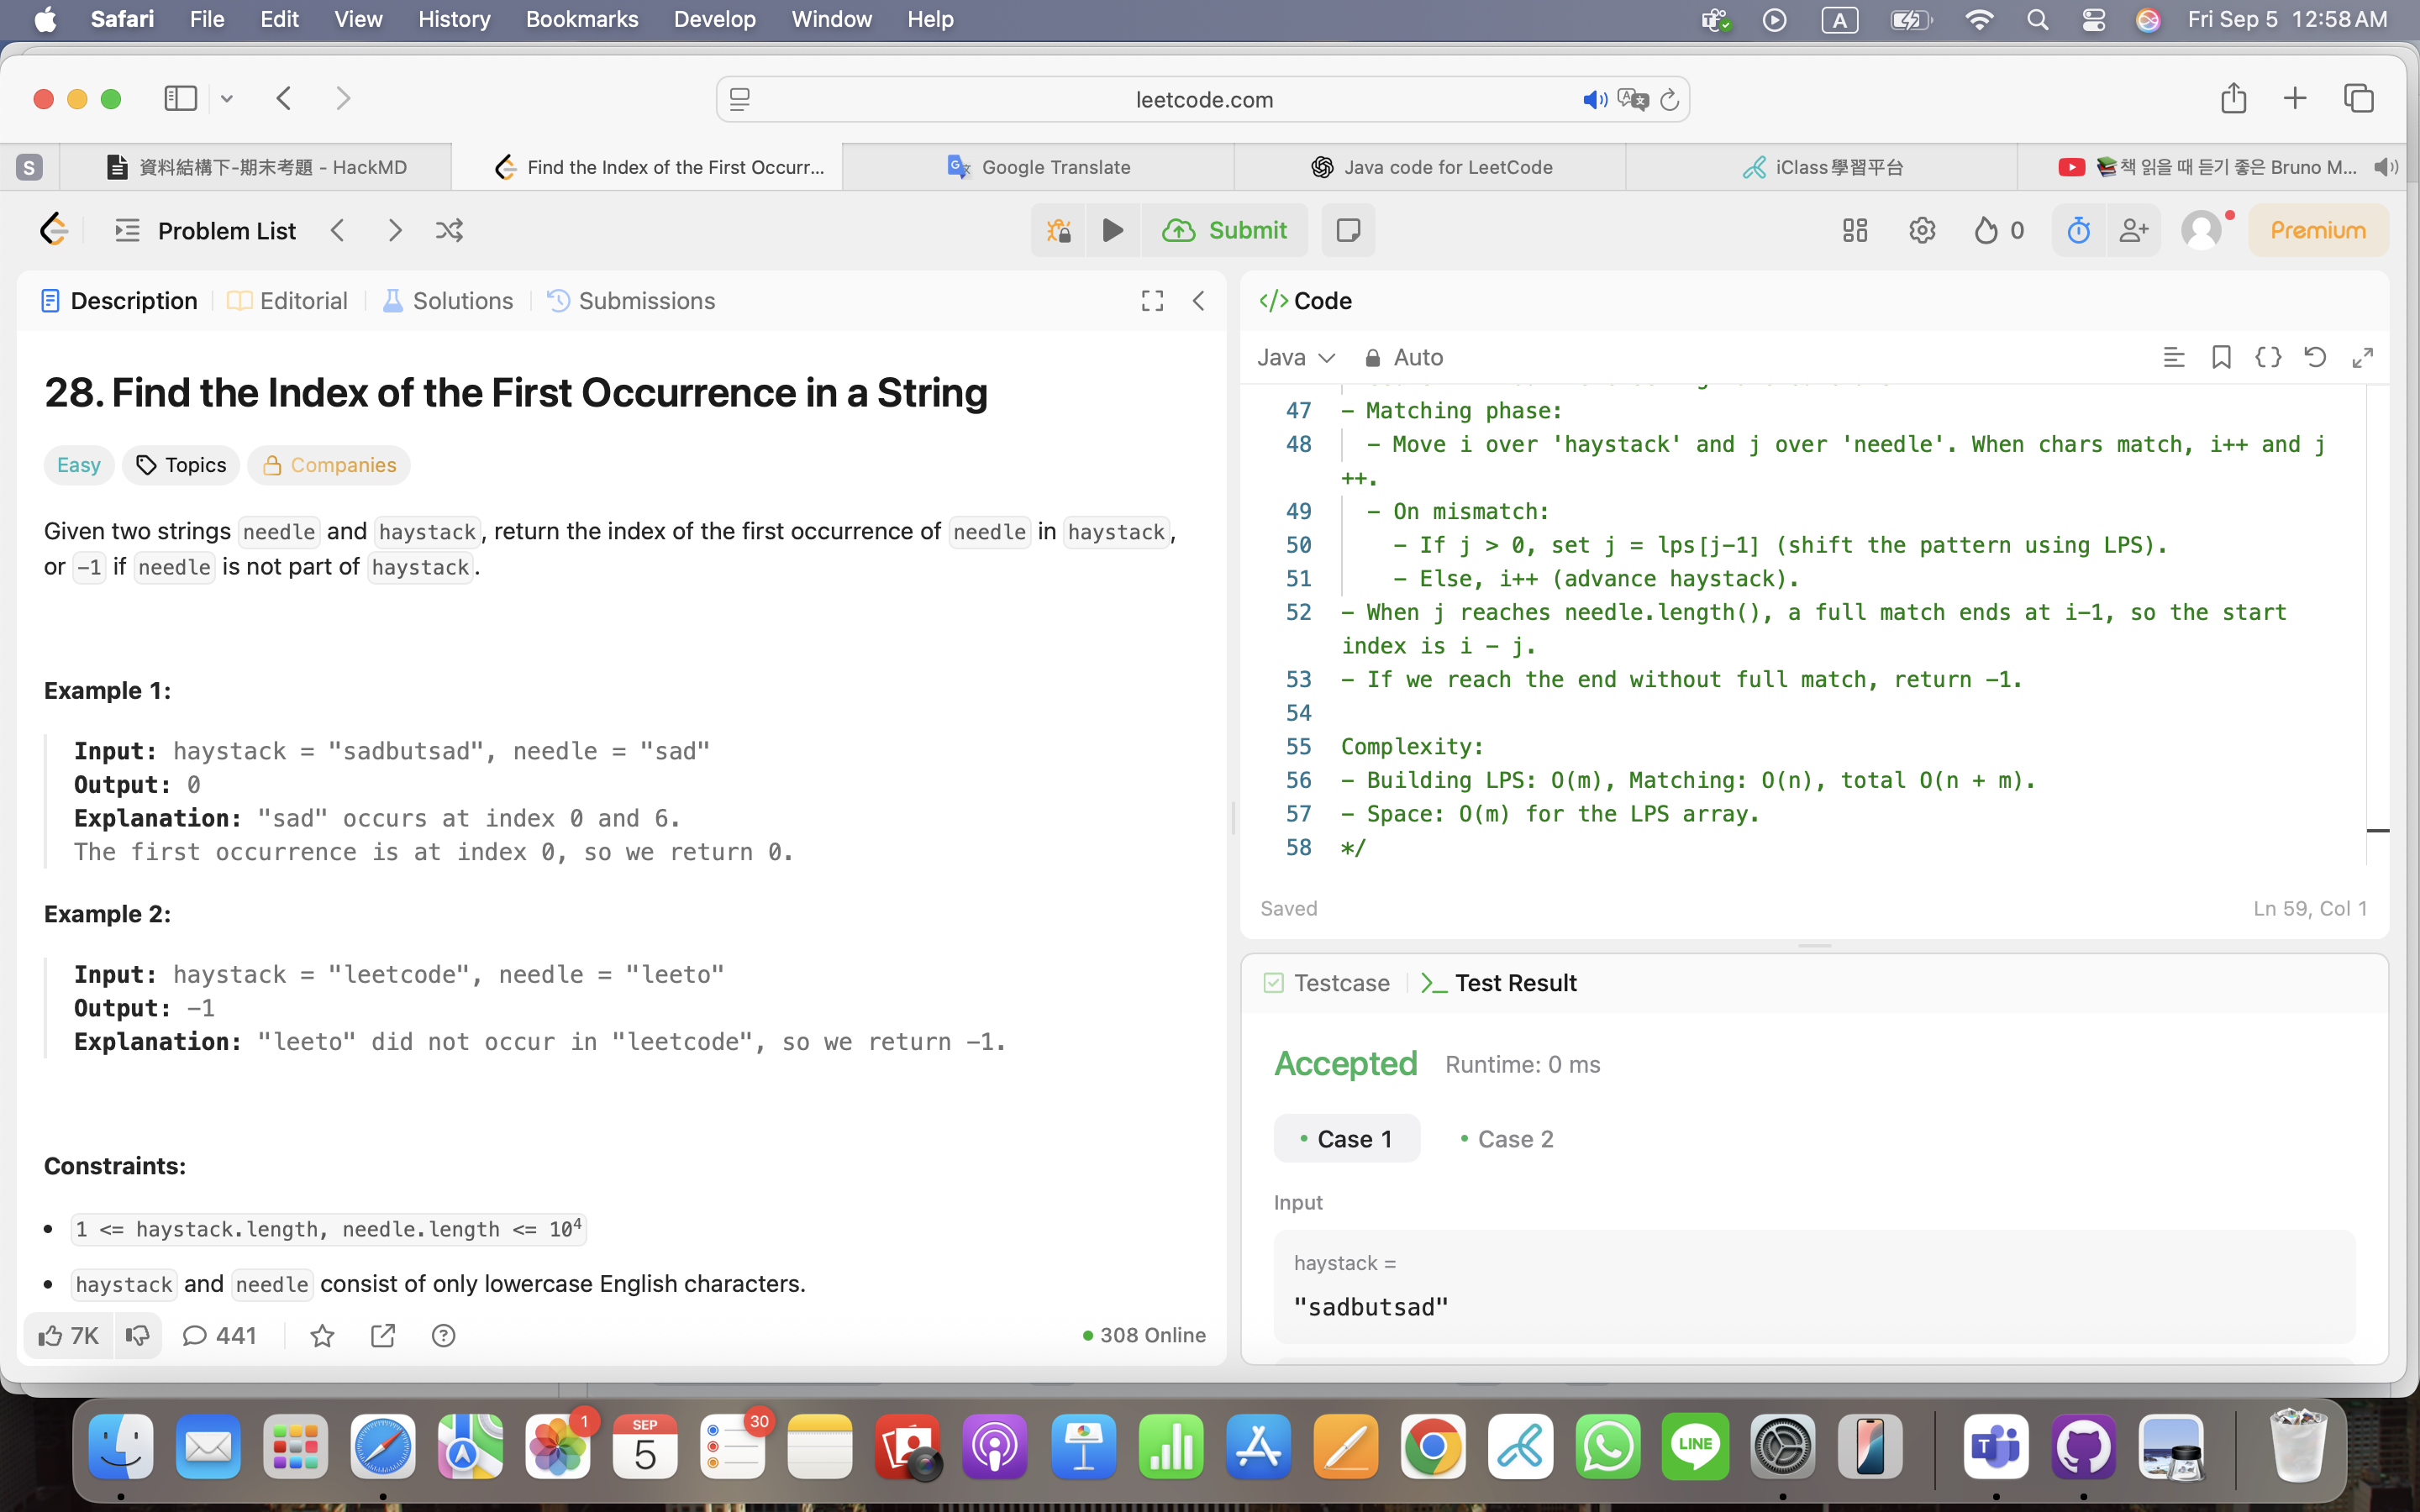 Safari File Edit View History Bookmarks Develop Window Help A Fri Sep 5 12:58 AM
leetcode.com
S 資料結構下-期末考題 - HackMD Find the Index of the First Occurr... Google Translate Java code for LeetCode iClass學習平台 책 읽을 때 듣기 좋은 Bruno M...
Problem List Submit 0 Premium
Description Editorial Solutions Submissions
28. Find the Index of the First Occurrence in a String
Easy Topics Companies
Given two strings needle and haystack, return the index of the first occurrence of needle in haystack,
or -1 if needle is not part of haystack.
Example 1:
Input: haystack = "sadbutsad", needle = "sad"
Output: 0
Explanation: "sad" occurs at index 0 and 6.
The first occurrence is at index 0, so we return 0.
Example 2:
Input: haystack = "leetcode", needle = "leeto"
Output: -1
Explanation: "leeto" did not occur in "leetcode", so we return -1.
Constraints:
• 1 <= haystack.length, needle.length <= 10⁴
• haystack and needle consist of only lowercase English characters.
7K 441 308 Online
</> Code
Java Auto
47 - Matching phase:
48 - Move i over 'haystack' and j over 'needle'. When chars match, i++ and j
++.
49 - On mismatch:
50 - If j > 0, set j = lps[j-1] (shift the pattern using LPS).
51 - Else, i++ (advance haystack).
52 - When j reaches needle.length(), a full match ends at i-1, so the start
index is i - j.
53 - If we reach the end without full match, return -1.
54
55 Complexity:
56 - Building LPS: O(m), Matching: O(n), total O(n + m).
57 - Space: O(m) for the LPS array.
58 */
Saved Ln 59, Col 1
Testcase Test Result
Accepted Runtime: 0 ms
• Case 1 • Case 2
Input
haystack =
"sadbutsad"
1 SEP 5 30 LINE T